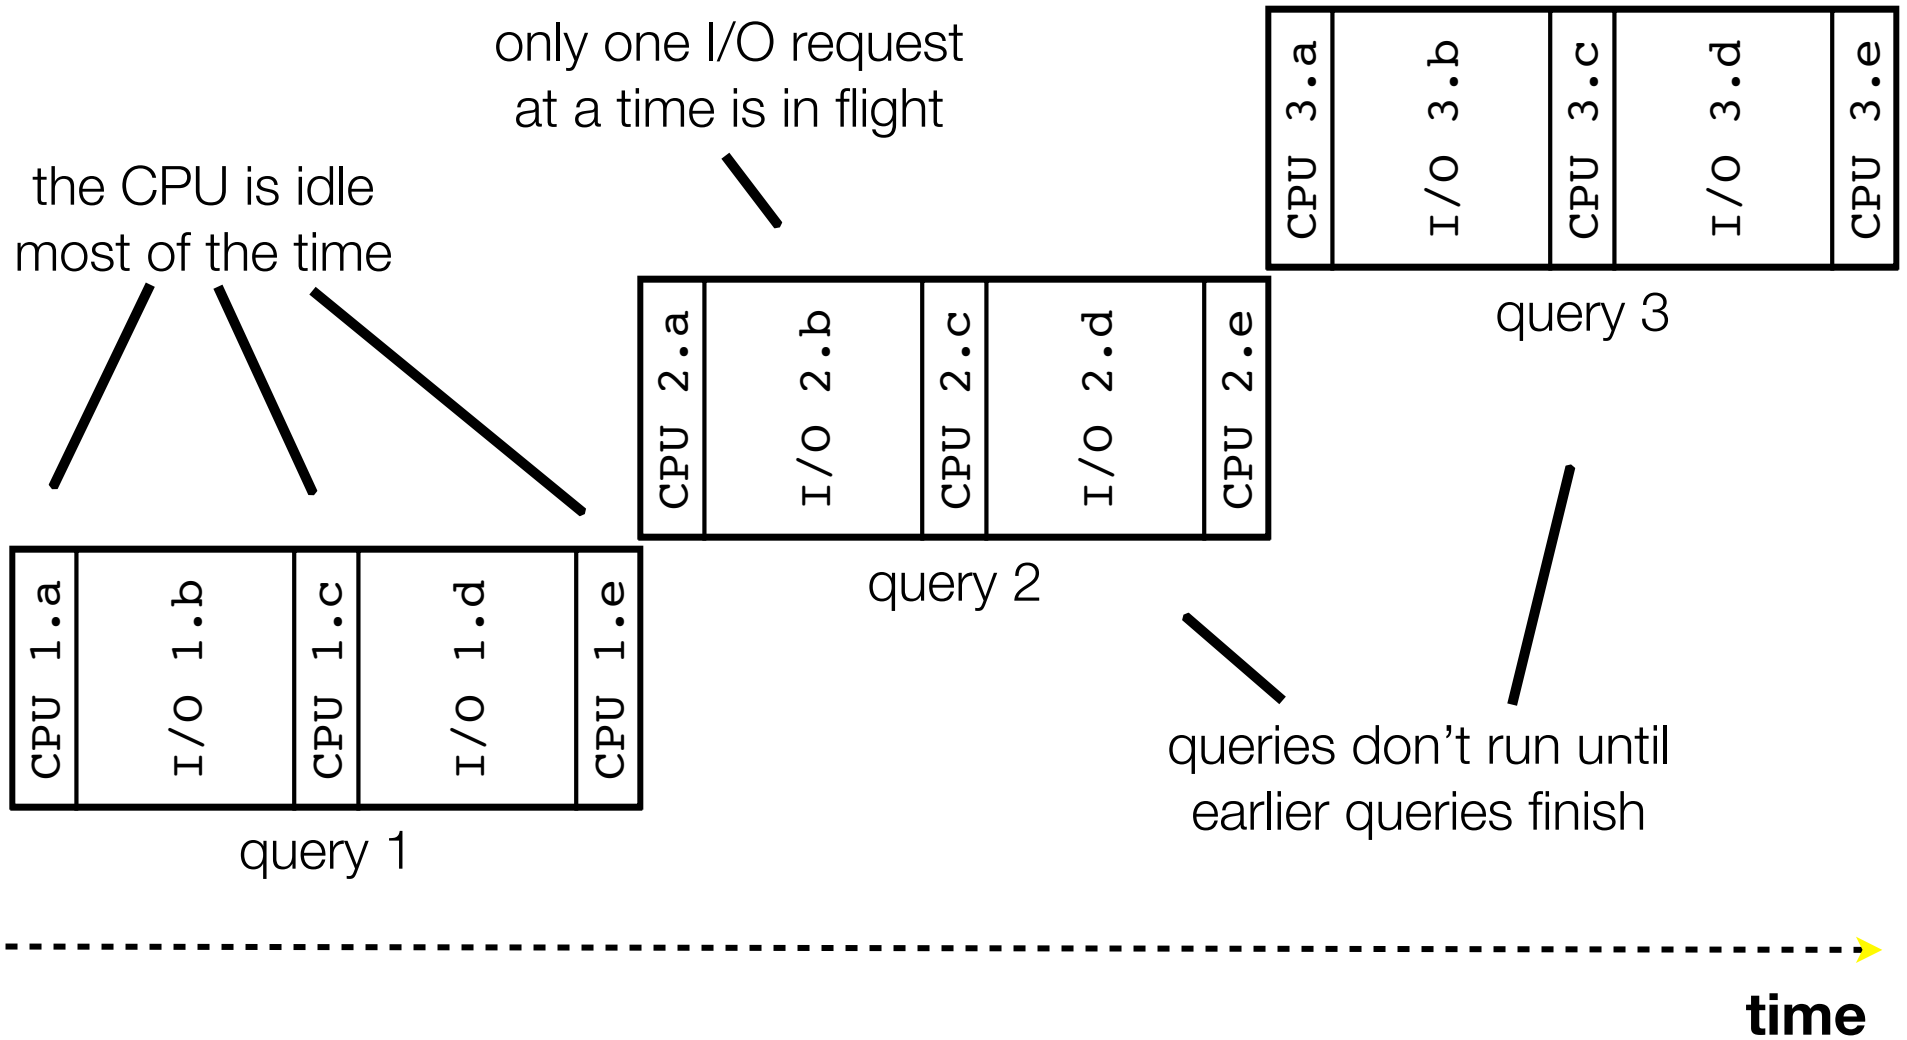 only one I/O request
at a time is in flight
the CPU is idle
most of the time
CPU 3.a
I/O 3.b
CPU 3.c
I/O 3.d
CPU 3.e
query 3
CPU 2.a
I/O 2.b
CPU 2.c
I/O 2.d
CPU 2.e
query 2
CPU 1.a
I/O 1.b
CPU 1.c
I/O 1.d
CPU 1.e
query 1
queries don’t run until
earlier queries finish
time